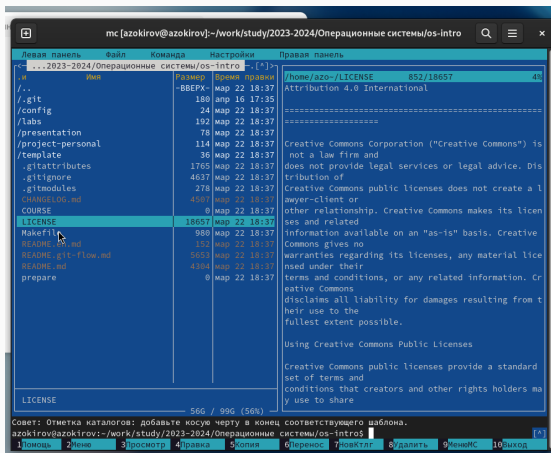 mc [azokirov@azokirov]:~/work/study/2023-2024/Операционные системы/os-intro
Левая панель Файл Команда Настройки Правая панель
<─ ...2023-2024/Операционные системы/os-intro ─.[^]>
.и Имя Размер Время правки
/.. -ВВЕРХ- мар 22 18:37
/.git 180 апр 16 17:35
/config 24 мар 22 18:37
/labs 192 мар 22 18:37
/presentation 78 мар 22 18:37
/project-personal 114 мар 22 18:37
/template 36 мар 22 18:37
.gitattributes 1765 мар 22 18:37
.gitignore 4637 мар 22 18:37
.gitmodules 278 мар 22 18:37
CHANGELOG.md 4507 мар 22 18:37
COURSE 0 мар 22 18:37
LICENSE 18657 мар 22 18:37
Makefile 980 мар 22 18:37
README.en.md 152 мар 22 18:37
README.git-flow.md 5653 мар 22 18:37
README.md 4304 мар 22 18:37
prepare 0 мар 22 18:37
LICENSE
56G / 99G (56%)
/home/azo~/LICENSE 852/18657 4%
Attribution 4.0 International
=================================================
==================
Creative Commons Corporation ("Creative Commons") is
not a law firm and
does not provide legal services or legal advice. Dis
tribution of
Creative Commons public licenses does not create a l
awyer-client or
other relationship. Creative Commons makes its licen
ses and related
information available on an "as-is" basis. Creative
Commons gives no
warranties regarding its licenses, any material lice
nsed under their
terms and conditions, or any related information. Cr
eative Commons
disclaims all liability for damages resulting from t
heir use to the
fullest extent possible.
Using Creative Commons Public Licenses
Creative Commons public licenses provide a standard
set of terms and
conditions that creators and other rights holders ma
y use to share
Совет: Отметка каталогов: добавьте косую черту в конец соответствующего шаблона.
azokirov@azokirov:~/work/study/2023-2024/Операционные системы/os-intro$ [^]
1Помощь 2Меню 3Просмотр 4Правка 5Копия 6Перенос 7НовКтлг 8Удалить 9МенюMC 10Выход